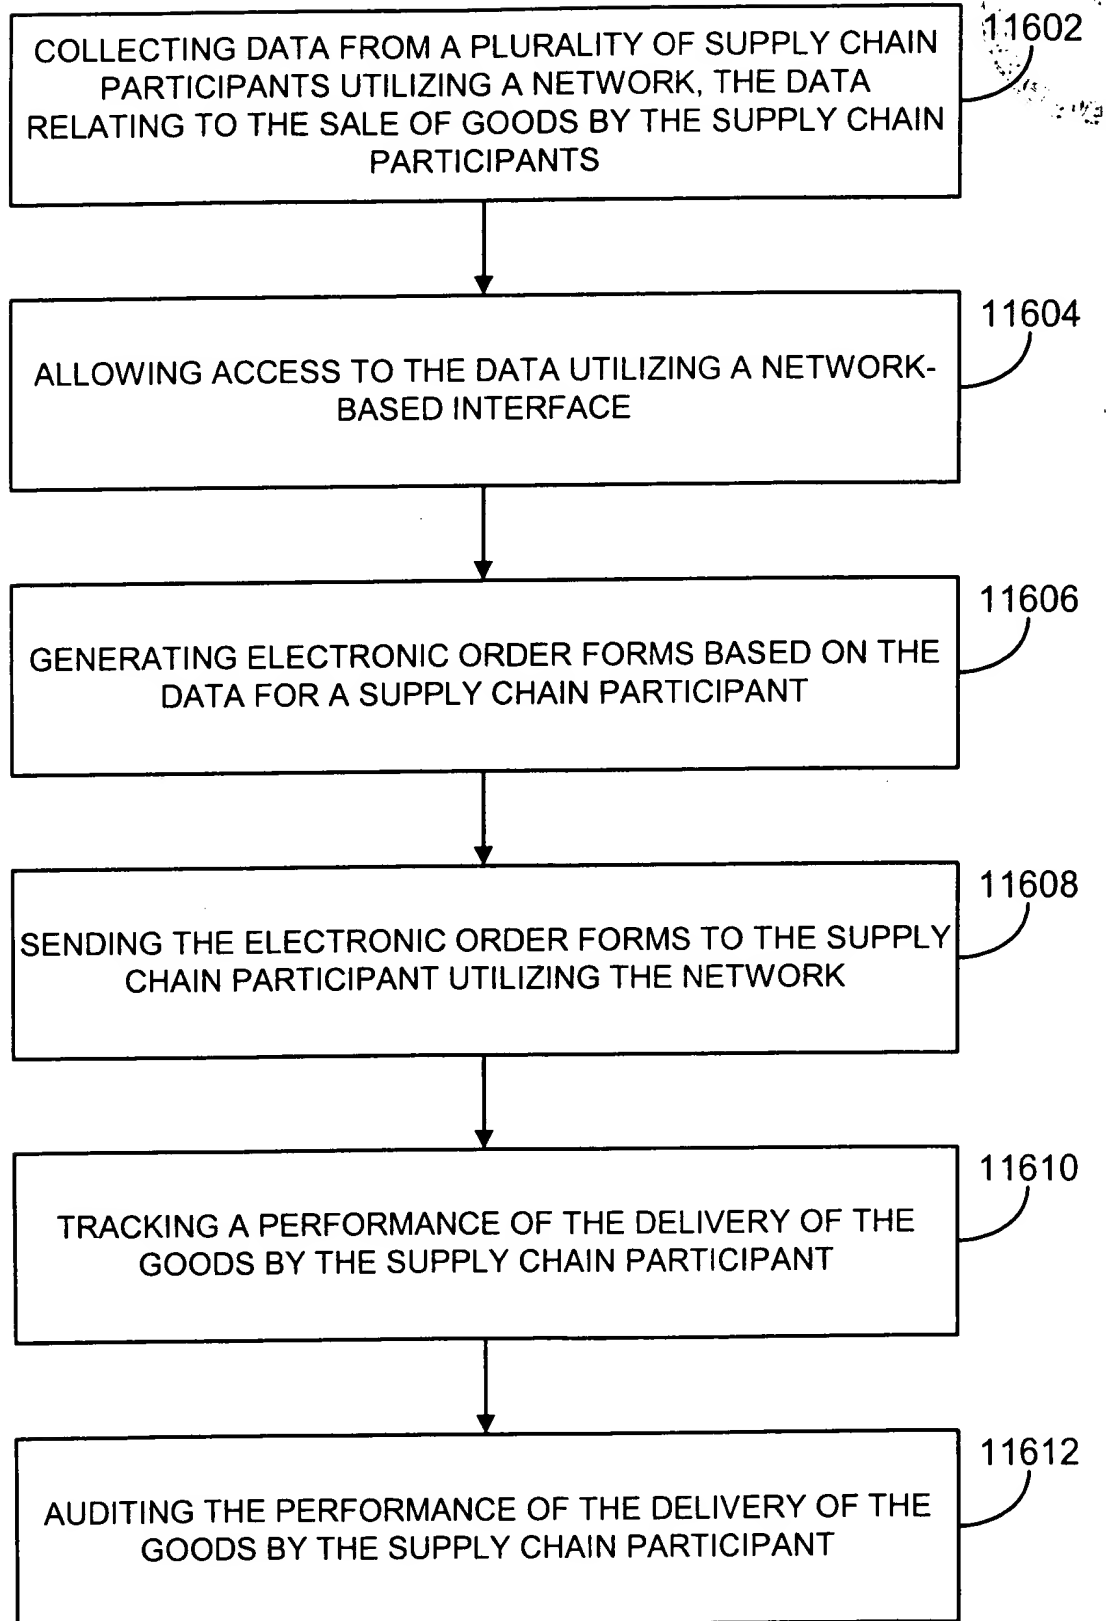 11602
COLLECTING DATA FROM A PLURALITY OF SUPPLY CHAIN
PARTICIPANTS UTILIZING A NETWORK, THE DATA
RELATING TO THE SALE OF GOODS BY THE SUPPLY CHAIN
PARTICIPANTS
11604
ALLOWING ACCESS TO THE DATA UTILIZING A NETWORK-
BASED INTERFACE
11606
GENERATING ELECTRONIC ORDER FORMS BASED ON THE
DATA FOR A SUPPLY CHAIN PARTICIPANT
11608
SENDING THE ELECTRONIC ORDER FORMS TO THE SUPPLY
CHAIN PARTICIPANT UTILIZING THE NETWORK
11610
TRACKING A PERFORMANCE OF THE DELIVERY OF THE
GOODS BY THE SUPPLY CHAIN PARTICIPANT
11612
AUDITING THE PERFORMANCE OF THE DELIVERY OF THE
GOODS BY THE SUPPLY CHAIN PARTICIPANT